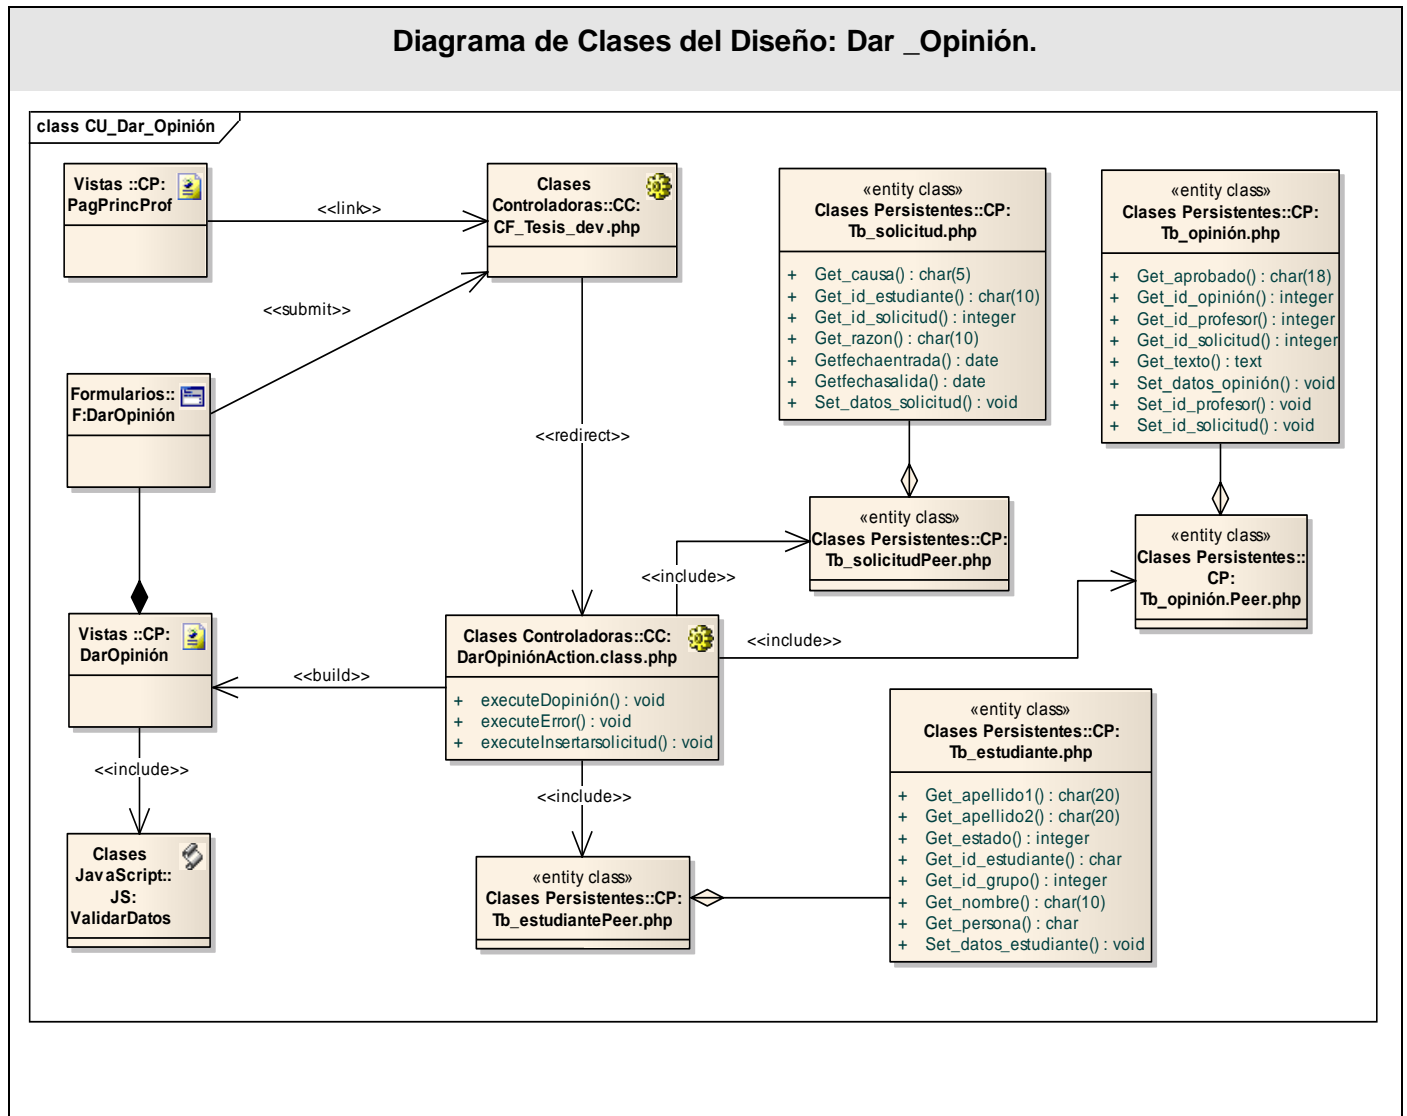 Diagrama de Clases del Diseño: Dar _Opinión.
class CU_Dar_Opinión
Vistas ::CP:
PagPrincProf
<<link>>
Clases
Controladoras::CC:
CF_Tesis_dev.php
<<submit>>
Formularios::
F:DarOpinión
<<redirect>>
«entity class»
Clases Persistentes::CP:
Tb_solicitud.php
+ Get_causa() : char(5)
+ Get_id_estudiante() : char(10)
+ Get_id_solicitud() : integer
+ Get_razon() : char(10)
+ Getfechaentrada() : date
+ Getfechasalida() : date
+ Set_datos_solicitud() : void
«entity class»
Clases Persistentes::CP:
Tb_opinión.php
+ Get_aprobado() : char(18)
+ Get_id_opinión() : integer
+ Get_id_profesor() : integer
+ Get_id_solicitud() : integer
+ Get_texto() : text
+ Set_datos_opinión() : void
+ Set_id_profesor() : void
+ Set_id_solicitud() : void
«entity class»
Clases Persistentes::CP:
Tb_solicitudPeer.php
«entity class»
Clases Persistentes::
CP:
Tb_opinión.Peer.php
<<include>>
<<include>>
Vistas ::CP:
DarOpinión
<<build>>
Clases Controladoras::CC:
DarOpiniónAction.class.php
+ executeDopinión() : void
+ executeError() : void
+ executeInsertarsolicitud() : void
<<include>>
<<include>>
Clases
JavaScript::
JS:
ValidarDatos
«entity class»
Clases Persistentes::CP:
Tb_estudiantePeer.php
«entity class»
Clases Persistentes::CP:
Tb_estudiante.php
+ Get_apellido1() : char(20)
+ Get_apellido2() : char(20)
+ Get_estado() : integer
+ Get_id_estudiante() : char
+ Get_id_grupo() : integer
+ Get_nombre() : char(10)
+ Get_persona() : char
+ Set_datos_estudiante() : void